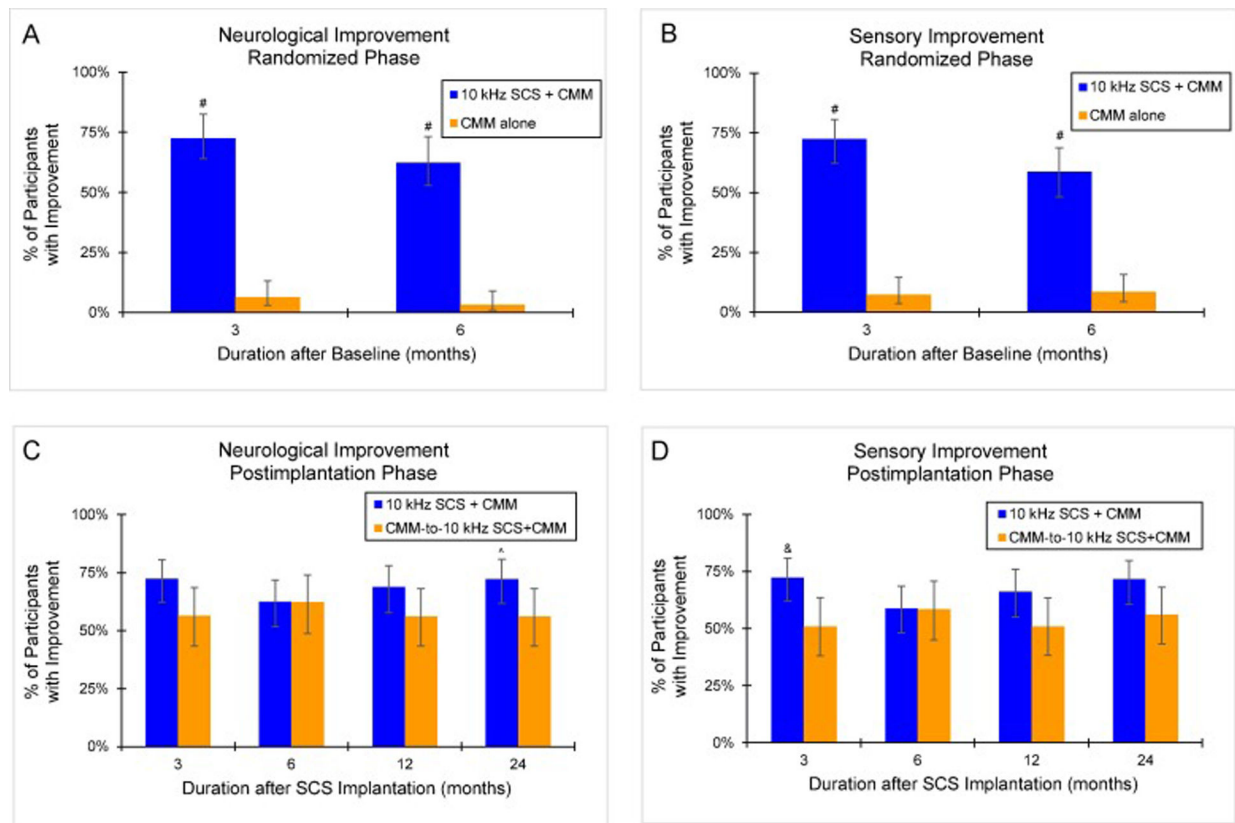 A
Neurological Improvement
Randomized Phase
100%
75%
50%
25%
0%
% of Participants
with Improvement
10 kHz SCS + CMM
CMM alone
#
#
3
6
Duration after Baseline (months)
B
Sensory Improvement
Randomized Phase
100%
75%
50%
25%
0%
% of Participants
with Improvement
10 kHz SCS + CMM
CMM alone
#
#
3
6
Duration after Baseline (months)
C
Neurological Improvement
Postimplantation Phase
100%
75%
50%
25%
0%
% of Participants
with Improvement
10 kHz SCS + CMM
CMM-to-10 kHz SCS+CMM
^
3
6
12
24
Duration after SCS Implantation (months)
D
Sensory Improvement
Postimplantation Phase
100%
75%
50%
25%
0%
% of Participants
with Improvement
10 kHz SCS + CMM
CMM-to-10 kHz SCS+CMM
&
3
6
12
24
Duration after SCS Implantation (months)